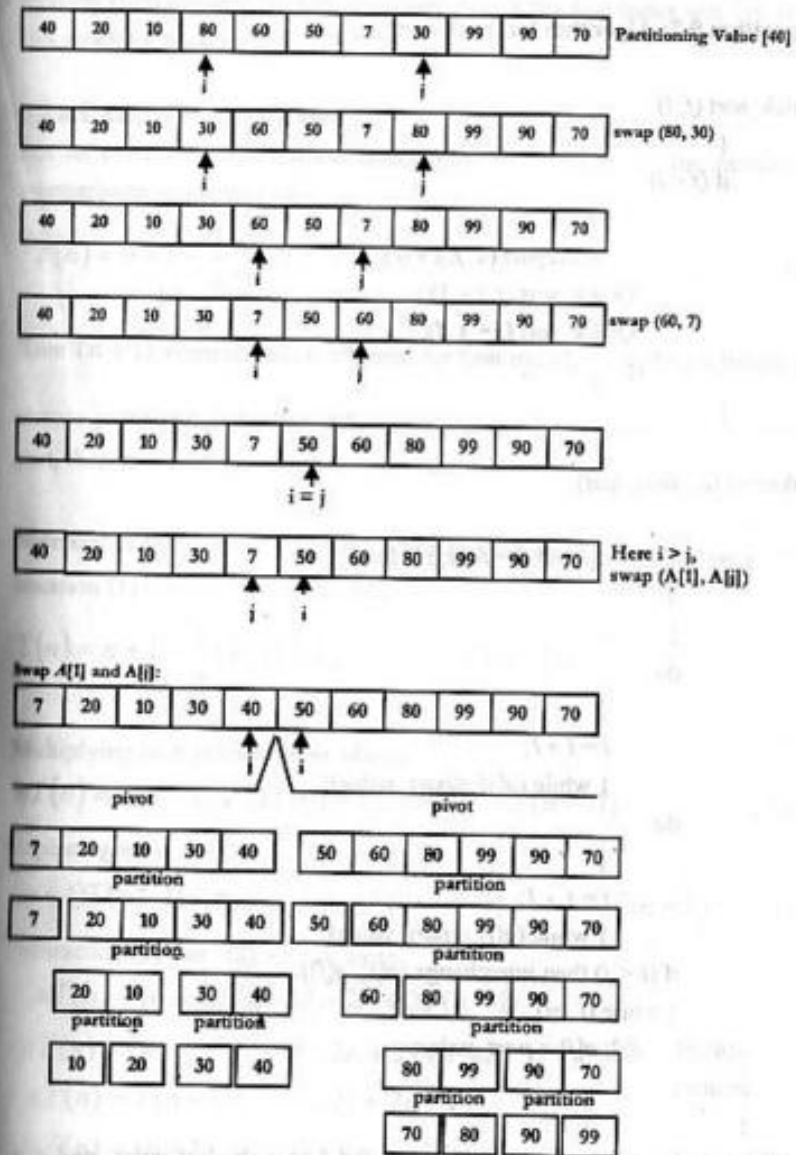 40 20 10 80 60 50 7 30 99 90 70 Partitioning Value [40]
i j
40 20 10 30 60 50 7 80 99 90 70 swap (80, 30)
i j
40 20 10 30 60 50 7 80 99 90 70
i j
40 20 10 30 7 50 60 80 99 90 70 swap (60, 7)
i j
40 20 10 30 7 50 60 80 99 90 70
i = j
40 20 10 30 7 50 60 80 99 90 70 Here i > j,
swap (A[1], A[j])
j i
Swap A[1] and A[j]:
7 20 10 30 40 50 60 80 99 90 70
j i
pivot pivot
7 20 10 30 40 50 60 80 99 90 70
partition partition
7 20 10 30 40 50 60 80 99 90 70
partition partition
20 10 30 40 60 80 99 90 70
partition partition partition
10 20 30 40 80 99 90 70
partition partition
70 80 90 99